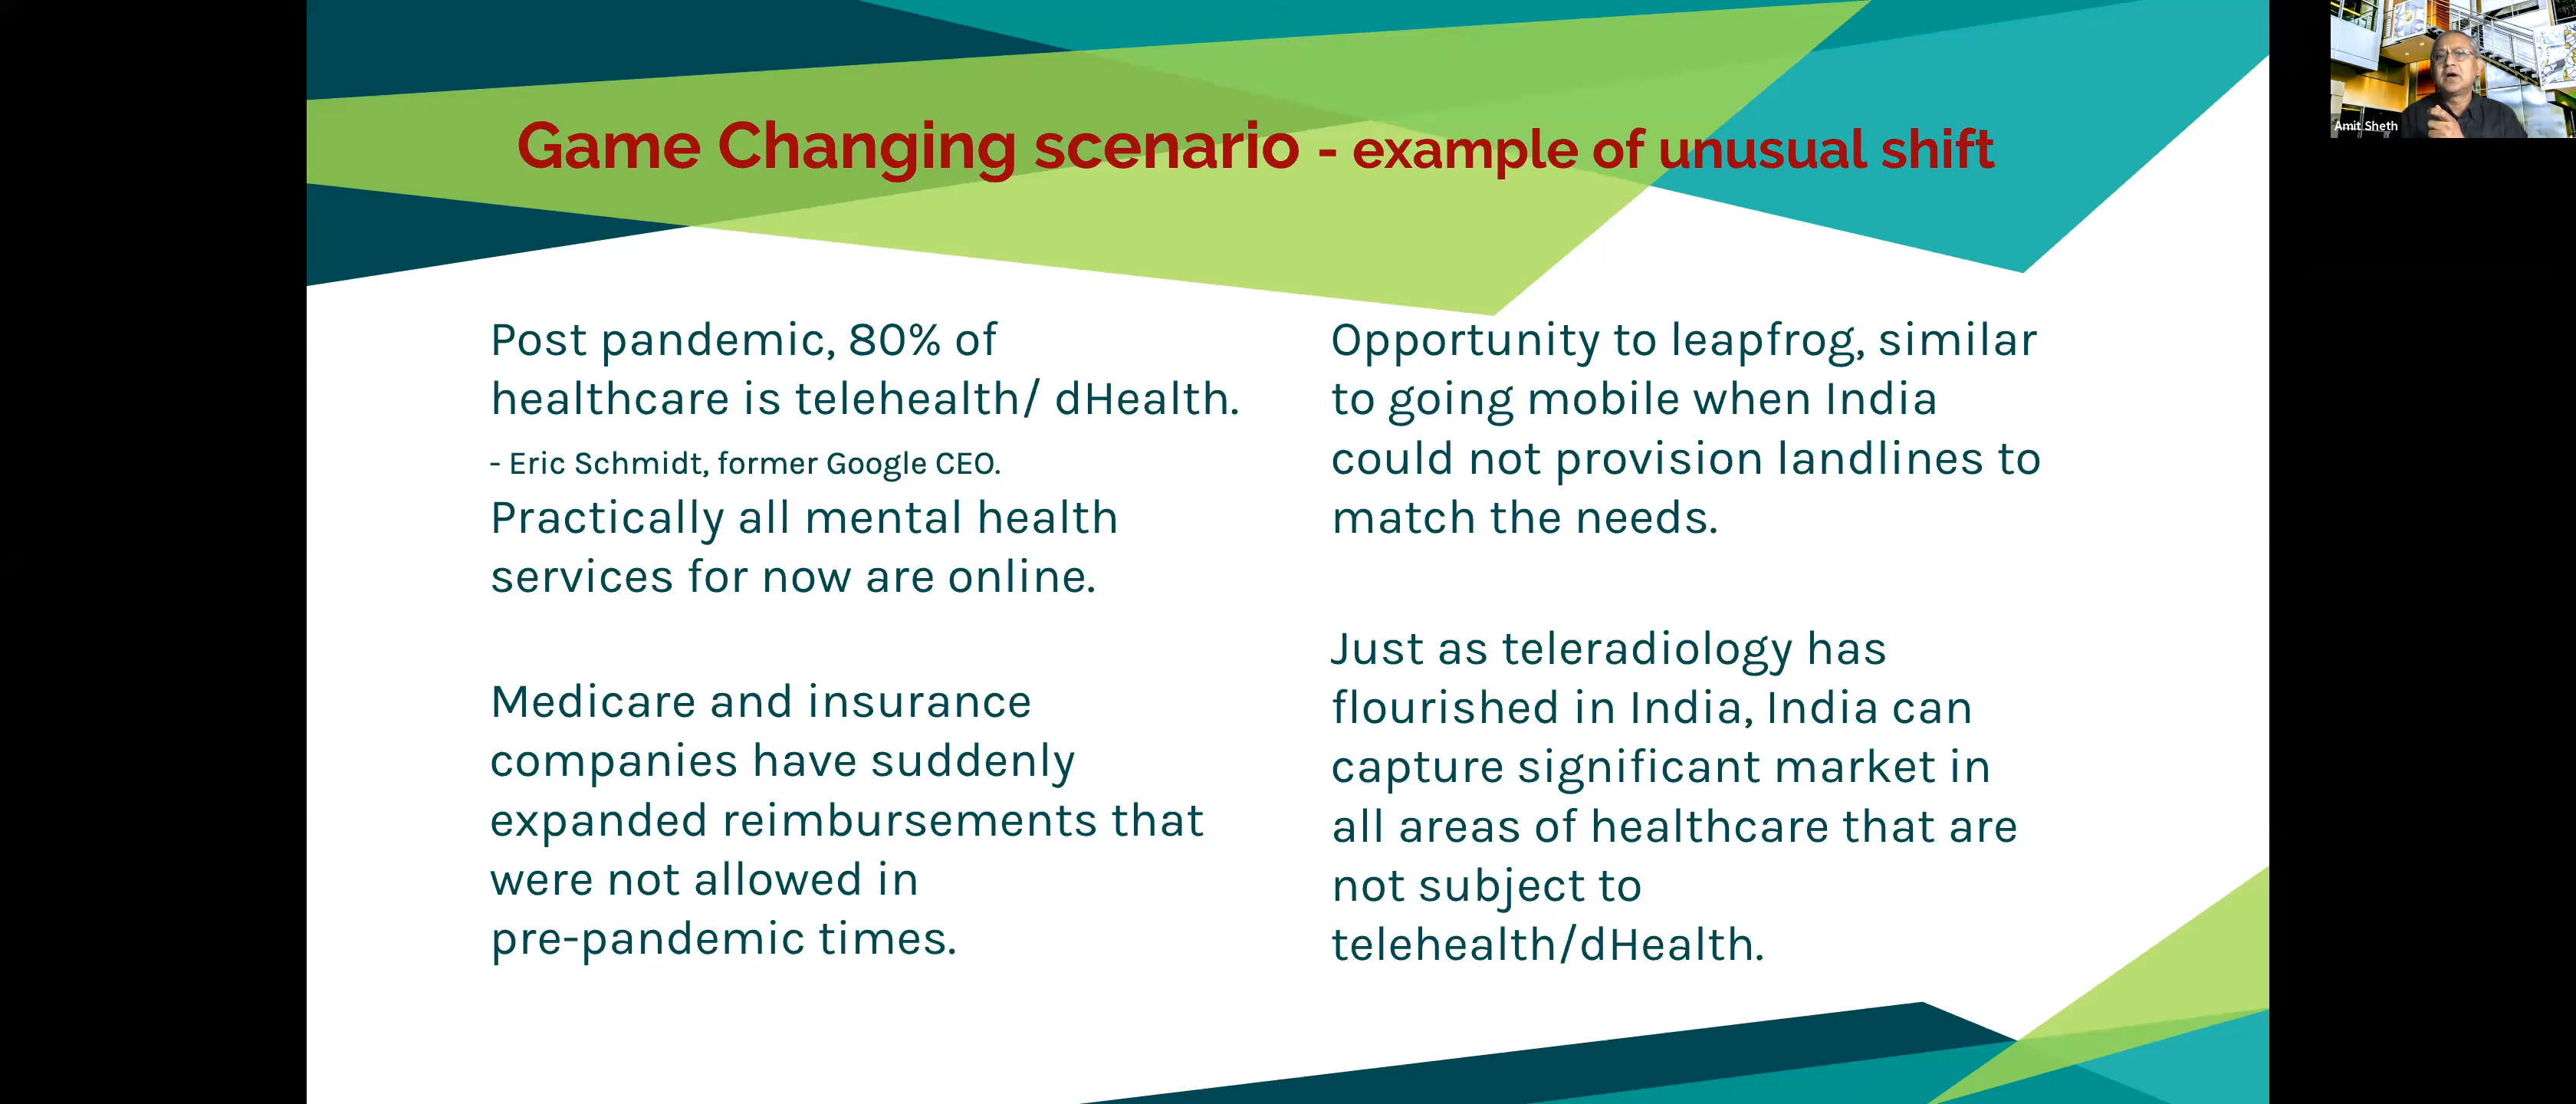 Game Changing scenario - example of unusual shift
Post pandemic, 80% of
healthcare is telehealth/ dHealth.
- Eric Schmidt, former Google CEO.
Practically all mental health
services for now are online.
Medicare and insurance
companies have suddenly
expanded reimbursements that
were not allowed in
pre-pandemic times.
Opportunity to leapfrog, similar
to going mobile when India
could not provision landlines to
match the needs.
Just as teleradiology has
flourished in India, India can
capture significant market in
all areas of healthcare that are
not subject to
telehealth/dHealth.
Amit Sheth